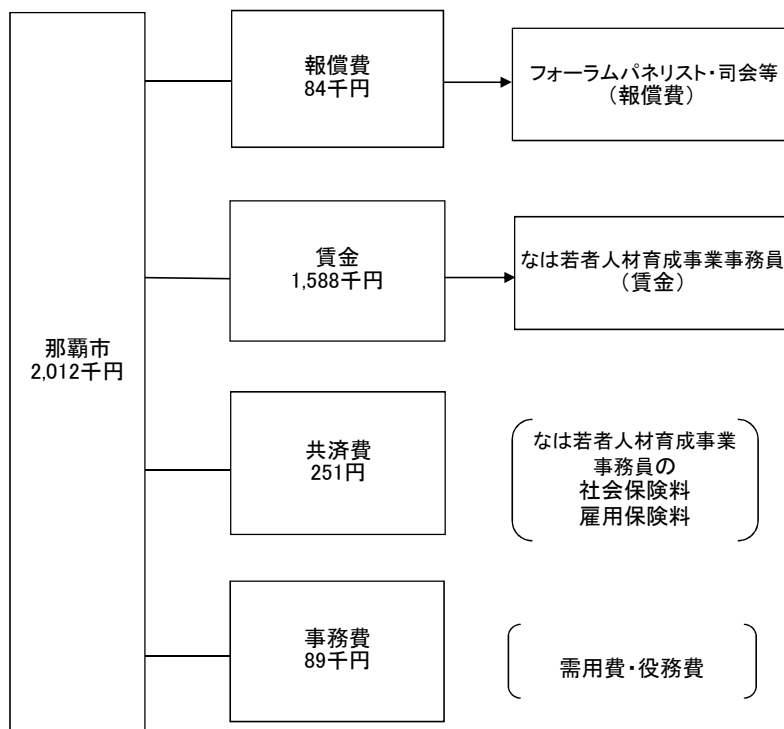 那覇市
2,012千円
報償費
84千円
フォーラムパネリスト・司会等
(報償費)
賃金
1,588千円
なは若者人材育成事業事務員
(賃金)
共済費
251円
なは若者人材育成事業
事務員の
社会保険料
雇用保険料
事務費
89千円
需用費・役務費